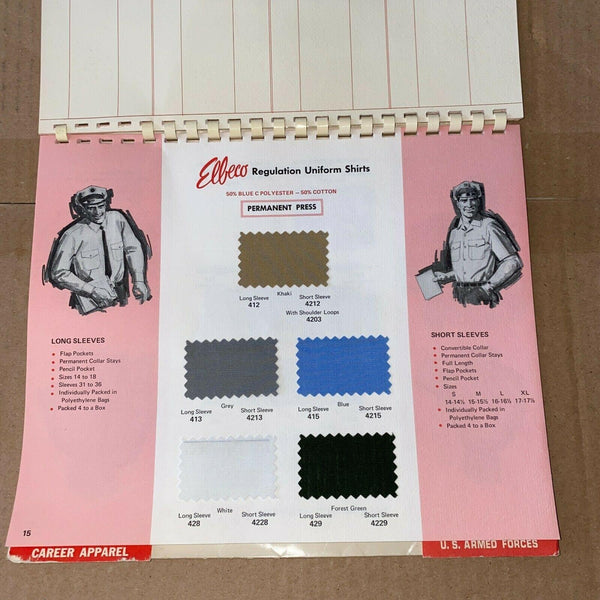 Elbeco Regulation Uniform Shirts
50% BLUE C POLYESTER – 50% COTTON
PERMANENT PRESS
Khaki
Long Sleeve Short Sleeve
412 4212
With Shoulder Loops
4203
LONG SLEEVES
• Flap Pockets
• Permanent Collar Stays
• Pencil Pocket
• Sizes 14 to 18
• Sleeves 31 to 36
• Individually Packed in
Polyethylene Bags
• Packed 4 to a Box
SHORT SLEEVES
• Convertible Collar
• Permanent Collar Stays
• Full Length
• Flap Pockets
• Pencil Pocket
• Sizes
S M L XL
14-14½ 15-15½ 16-16½ 17-17½
• Individually Packed in
Polyethylene Bags
• Packed 4 to a Box
Grey
Long Sleeve Short Sleeve
413 4213
Blue
Long Sleeve Short Sleeve
415 4215
White
Long Sleeve Short Sleeve
428 4228
Forest Green
Long Sleeve Short Sleeve
429 4229
15
CAREER APPAREL
U.S. ARMED FORCES